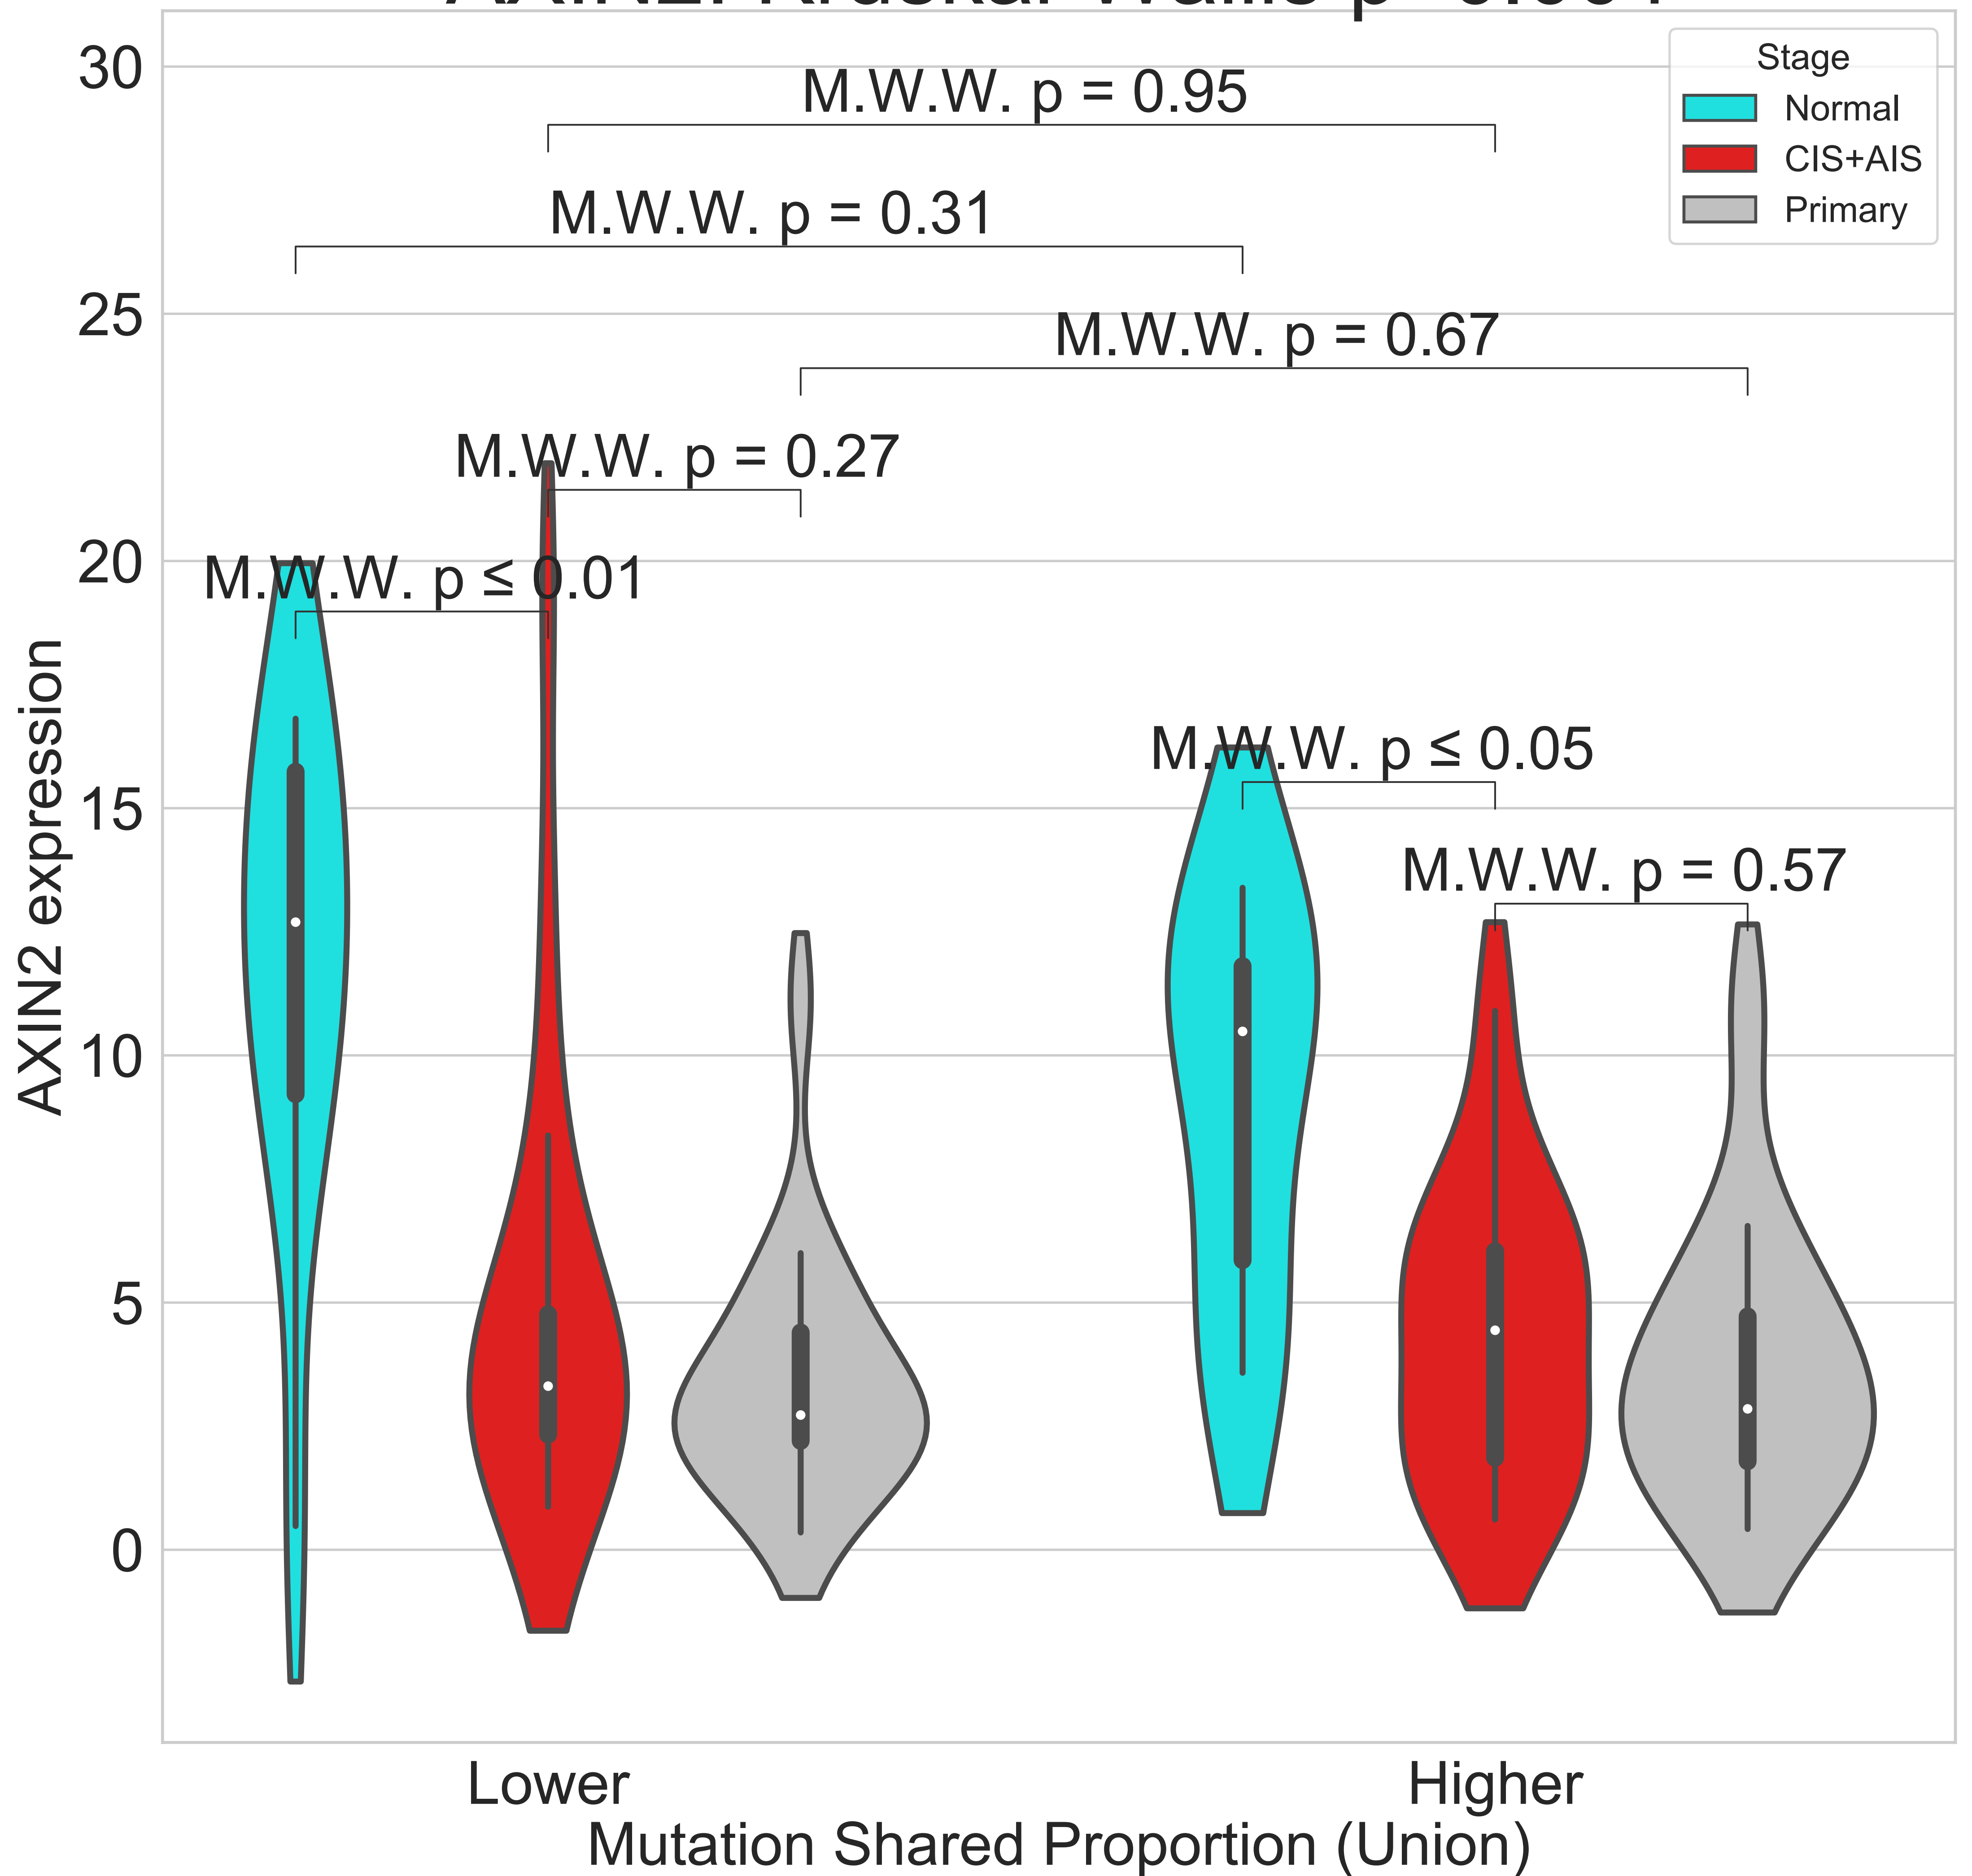 Stage
Normal
CIS+AIS
Primary
30
25
20
15
10
5
0
AXIN2 expression
M.W.W. p = 0.95
M.W.W. p = 0.31
M.W.W. p = 0.67
M.W.W. p = 0.27
M.W.W. p ≤ 0.01
M.W.W. p ≤ 0.05
M.W.W. p = 0.57
Lower
Higher
Mutation Shared Proportion (Union)